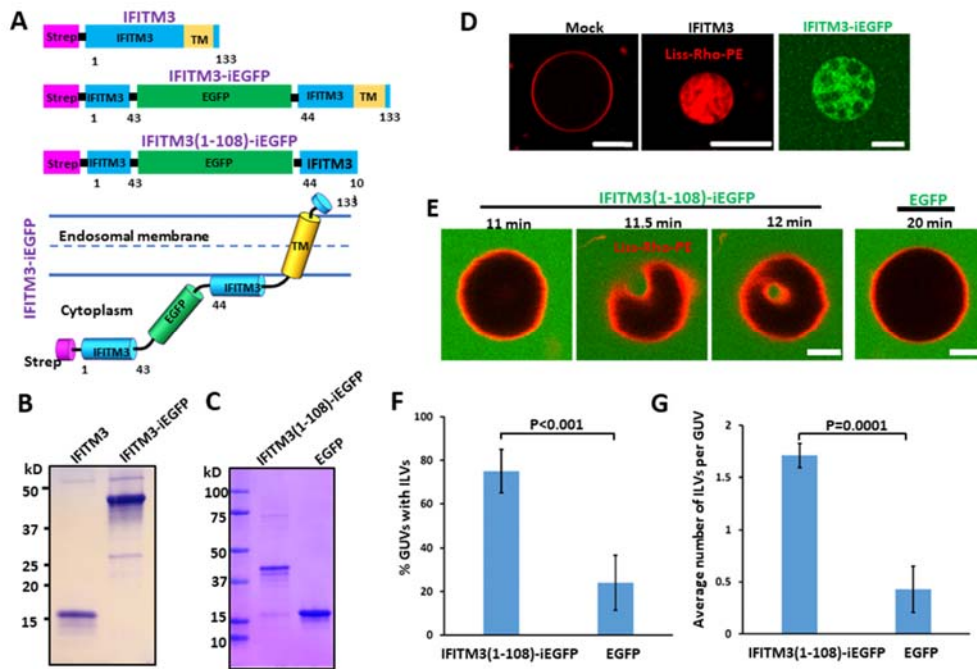 A
IFITM3
Strep IFITM3 TM
1 133
IFITM3-iEGFP
Strep IFITM3 EGFP IFITM3 TM
1 43 44 133
IFITM3(1-108)-iEGFP
Strep IFITM3 EGFP IFITM3
1 43 44 10
133
Endosomal membrane
TM
IFITM3-iEGFP
Cytoplasm
IFITM3
44
EGFP
Strep IFITM3
1 43
B
IFITM3 IFITM3-iEGFP
kD
50
37
25
20
15
C
IFITM3(1-108)-iEGFP EGFP
kD
100
75
50
37
15
10
D
Mock IFITM3 IFITM3-iEGFP
Liss-Rho-PE
E
IFITM3(1-108)-iEGFP EGFP
11 min 11.5 min 12 min 20 min
Liss-Rho-PE
F
P<0.001
% GUVs with ILVs
100
80
60
40
20
0
IFITM3(1-108)-iEGFP EGFP
G
P=0.0001
Average number of ILVs per GUV
2
1.5
1
0.5
0
IFITM3(1-108)-iEGFP EGFP